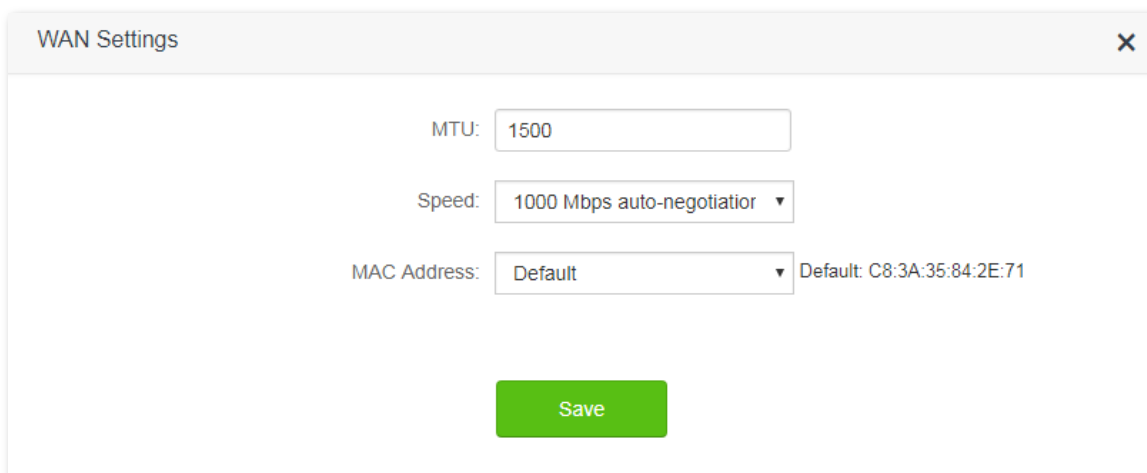 WAN Settings
MTU: 1500
Speed: 1000 Mbps auto-negotiation
MAC Address: Default Default: C8:3A:35:84:2E:71
Save